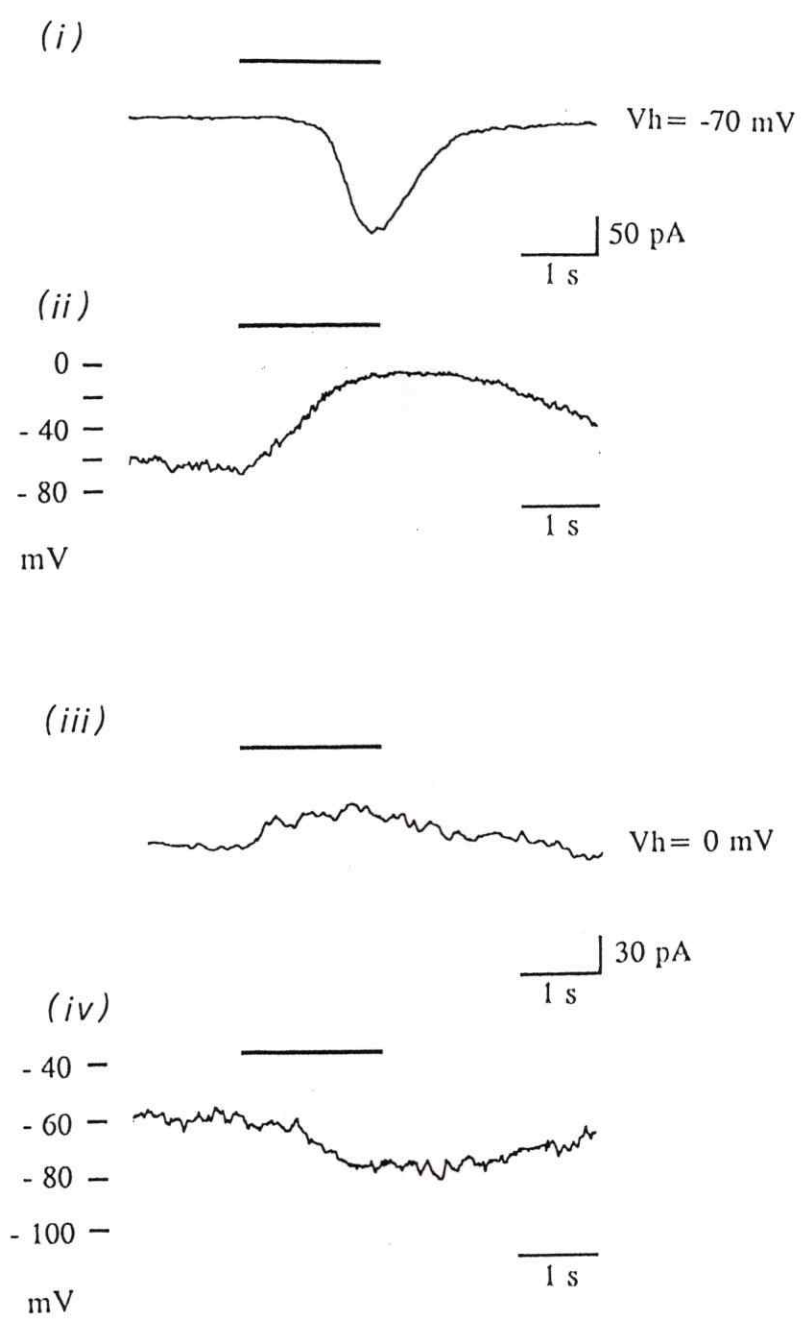 (i)
Vh= -70 mV
50 pA
1 s
(ii)
0
- 40
- 80
mV
1 s
(iii)
Vh= 0 mV
30 pA
1 s
(iv)
- 40
- 60
- 80
- 100
mV
1 s